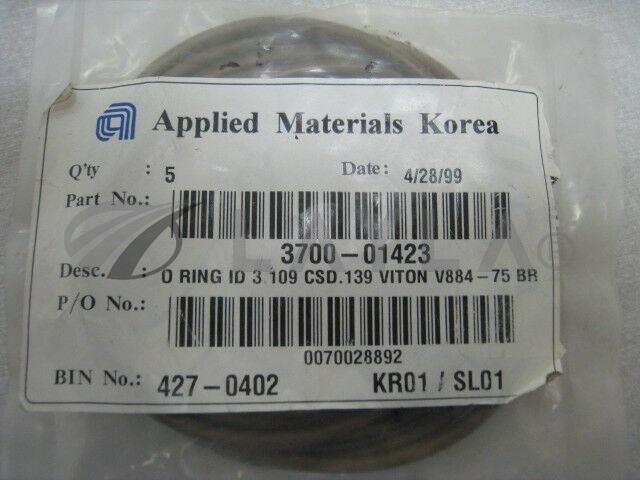 Applied Materials Korea
Q'ty : 5 Date: 4/28/99
Part No.:
3700-01423
Desc. : O RING ID 3.109 CSD.139 VITON V884-75 BR
P/O No.:
0070028892
BIN No.: 427-0402 KR01 / SL01